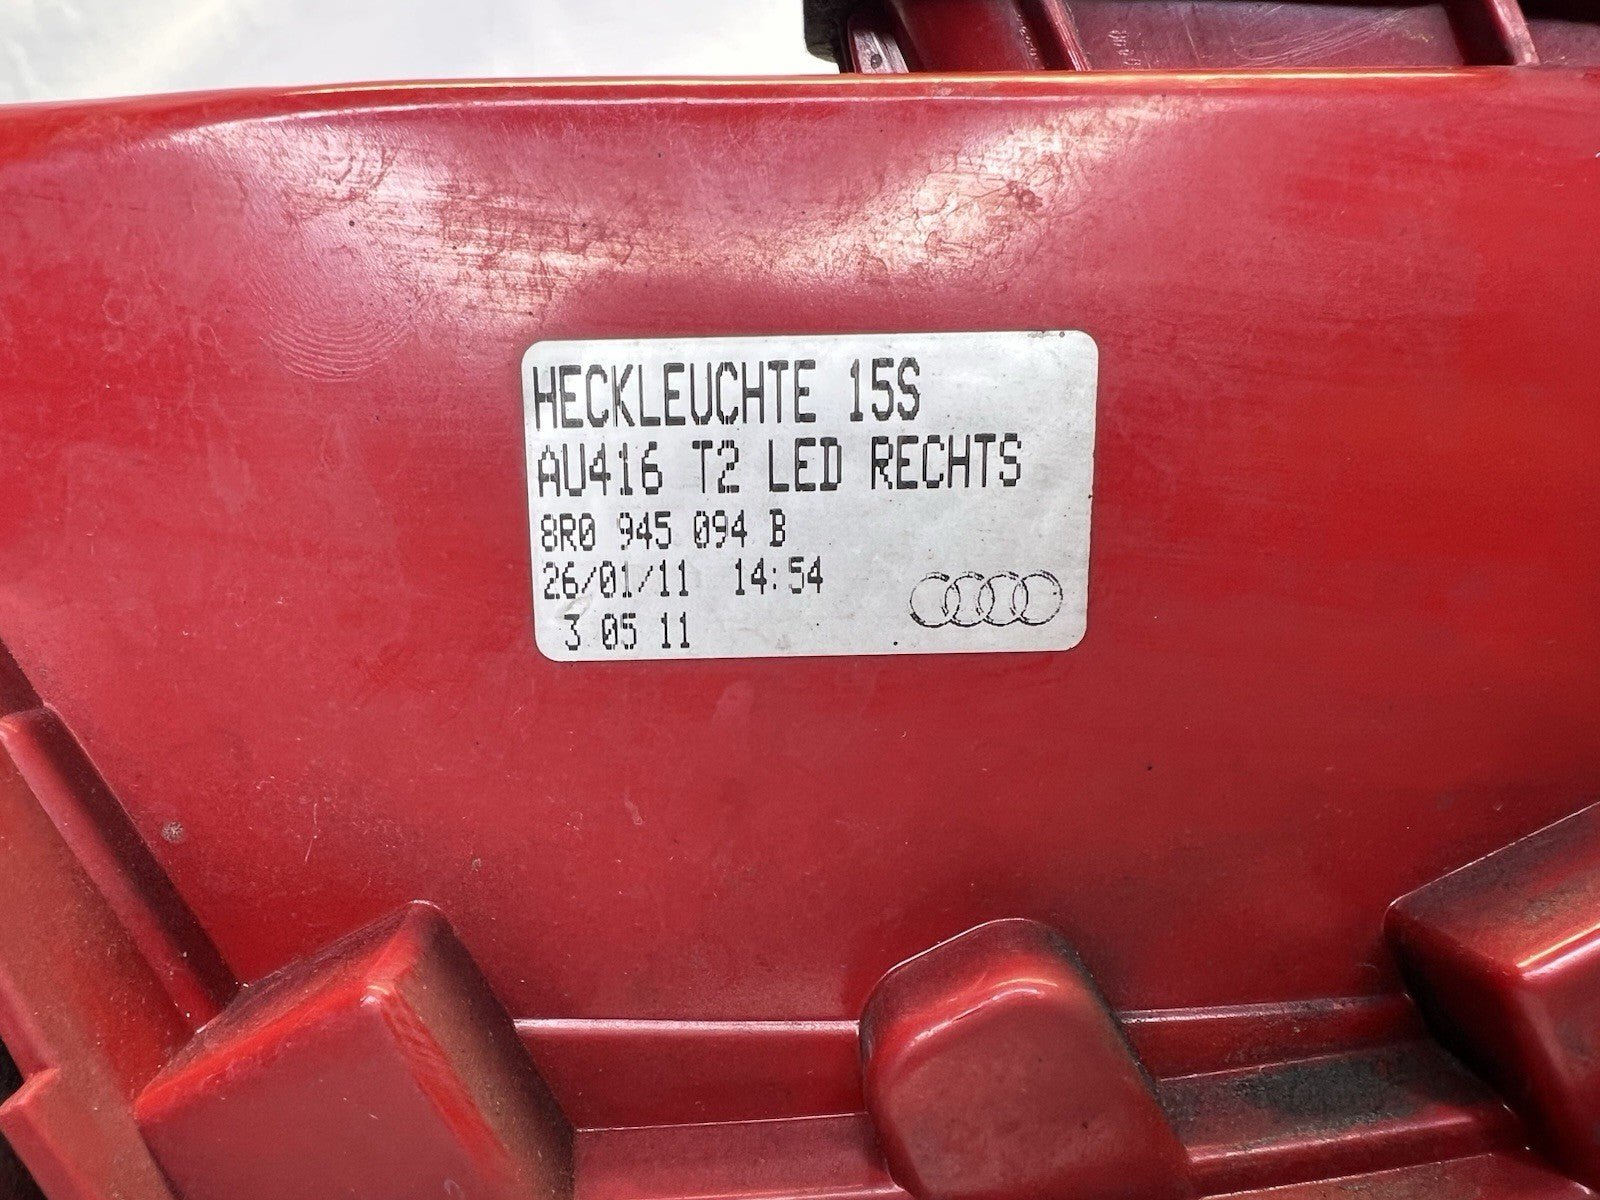 HECKLEUCHTE 15S
AU416 T2 LED RECHTS
8R0 945 094 B
26/01/11 14:54
3 05 11